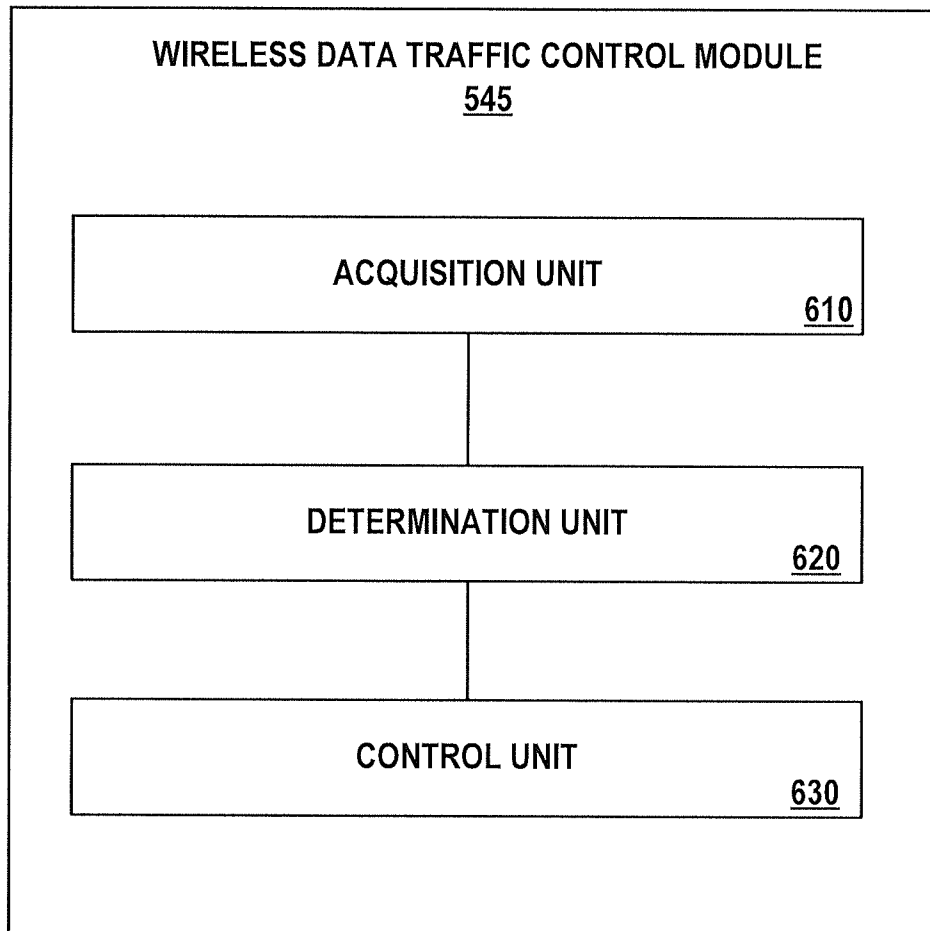 WIRELESS DATA TRAFFIC CONTROL MODULE
545
ACQUISITION UNIT
610
DETERMINATION UNIT
620
CONTROL UNIT
630